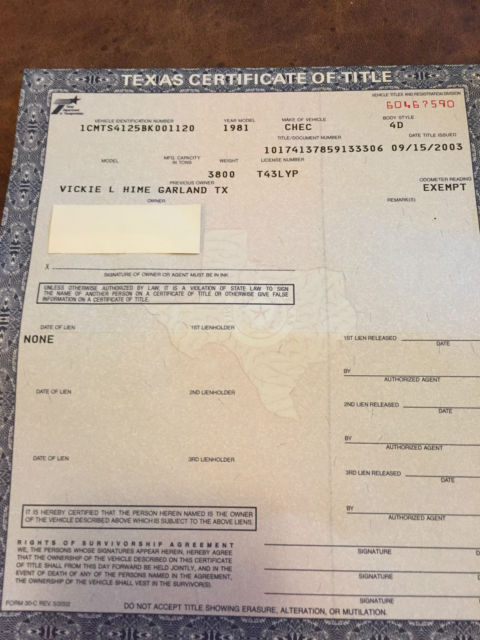 TEXAS CERTIFICATE OF TITLE
VEHICLE TITLES AND REGISTRATION DIVISION
60467590
VEHICLE IDENTIFICATION NUMBER YEAR MODEL MAKE OF VEHICLE BODY STYLE
1CMTS4125BK001120 1981 CHEC 4D
TITLE/DOCUMENT NUMBER DATE TITLE ISSUED
10174137859133306 09/15/2003
MODEL MFG. CAPACITY IN TONS WEIGHT LICENSE NUMBER
3800 T43LYP
PREVIOUS OWNER ODOMETER READING
VICKIE L HIME GARLAND TX EXEMPT
OWNER REMARK(S)
X
SIGNATURE OF OWNER OR AGENT MUST BE IN INK
UNLESS OTHERWISE AUTHORIZED BY LAW, IT IS A VIOLATION OF STATE LAW TO SIGN
THE NAME OF ANOTHER PERSON ON A CERTIFICATE OF TITLE OR OTHERWISE GIVE FALSE
INFORMATION ON A CERTIFICATE OF TITLE.
DATE OF LIEN 1ST LIENHOLDER
NONE
1ST LIEN RELEASED
DATE
BY
AUTHORIZED AGENT
DATE OF LIEN 2ND LIENHOLDER
2ND LIEN RELEASED
DATE
BY
AUTHORIZED AGENT
DATE OF LIEN 3RD LIENHOLDER
3RD LIEN RELEASED
DATE
BY
AUTHORIZED AGENT
IT IS HEREBY CERTIFIED THAT THE PERSON HEREIN NAMED IS THE OWNER
OF THE VEHICLE DESCRIBED ABOVE WHICH IS SUBJECT TO THE ABOVE LIENS.
RIGHTS OF SURVIVORSHIP AGREEMENT
WE, THE PERSONS WHOSE SIGNATURES APPEAR HEREIN, HEREBY AGREE
THAT THE OWNERSHIP OF THE VEHICLE DESCRIBED ON THIS CERTIFICATE
OF TITLE SHALL FROM THIS DAY FORWARD BE HELD JOINTLY, AND IN THE
EVENT OF DEATH OF ANY OF THE PERSONS NAMED IN THE AGREEMENT,
THE OWNERSHIP OF THE VEHICLE SHALL VEST IN THE SURVIVOR(S).
SIGNATURE
SIGNATURE
SIGNATURE
FORM 30-C REV. 5/2002
DO NOT ACCEPT TITLE SHOWING ERASURE, ALTERATION, OR MUTILATION.